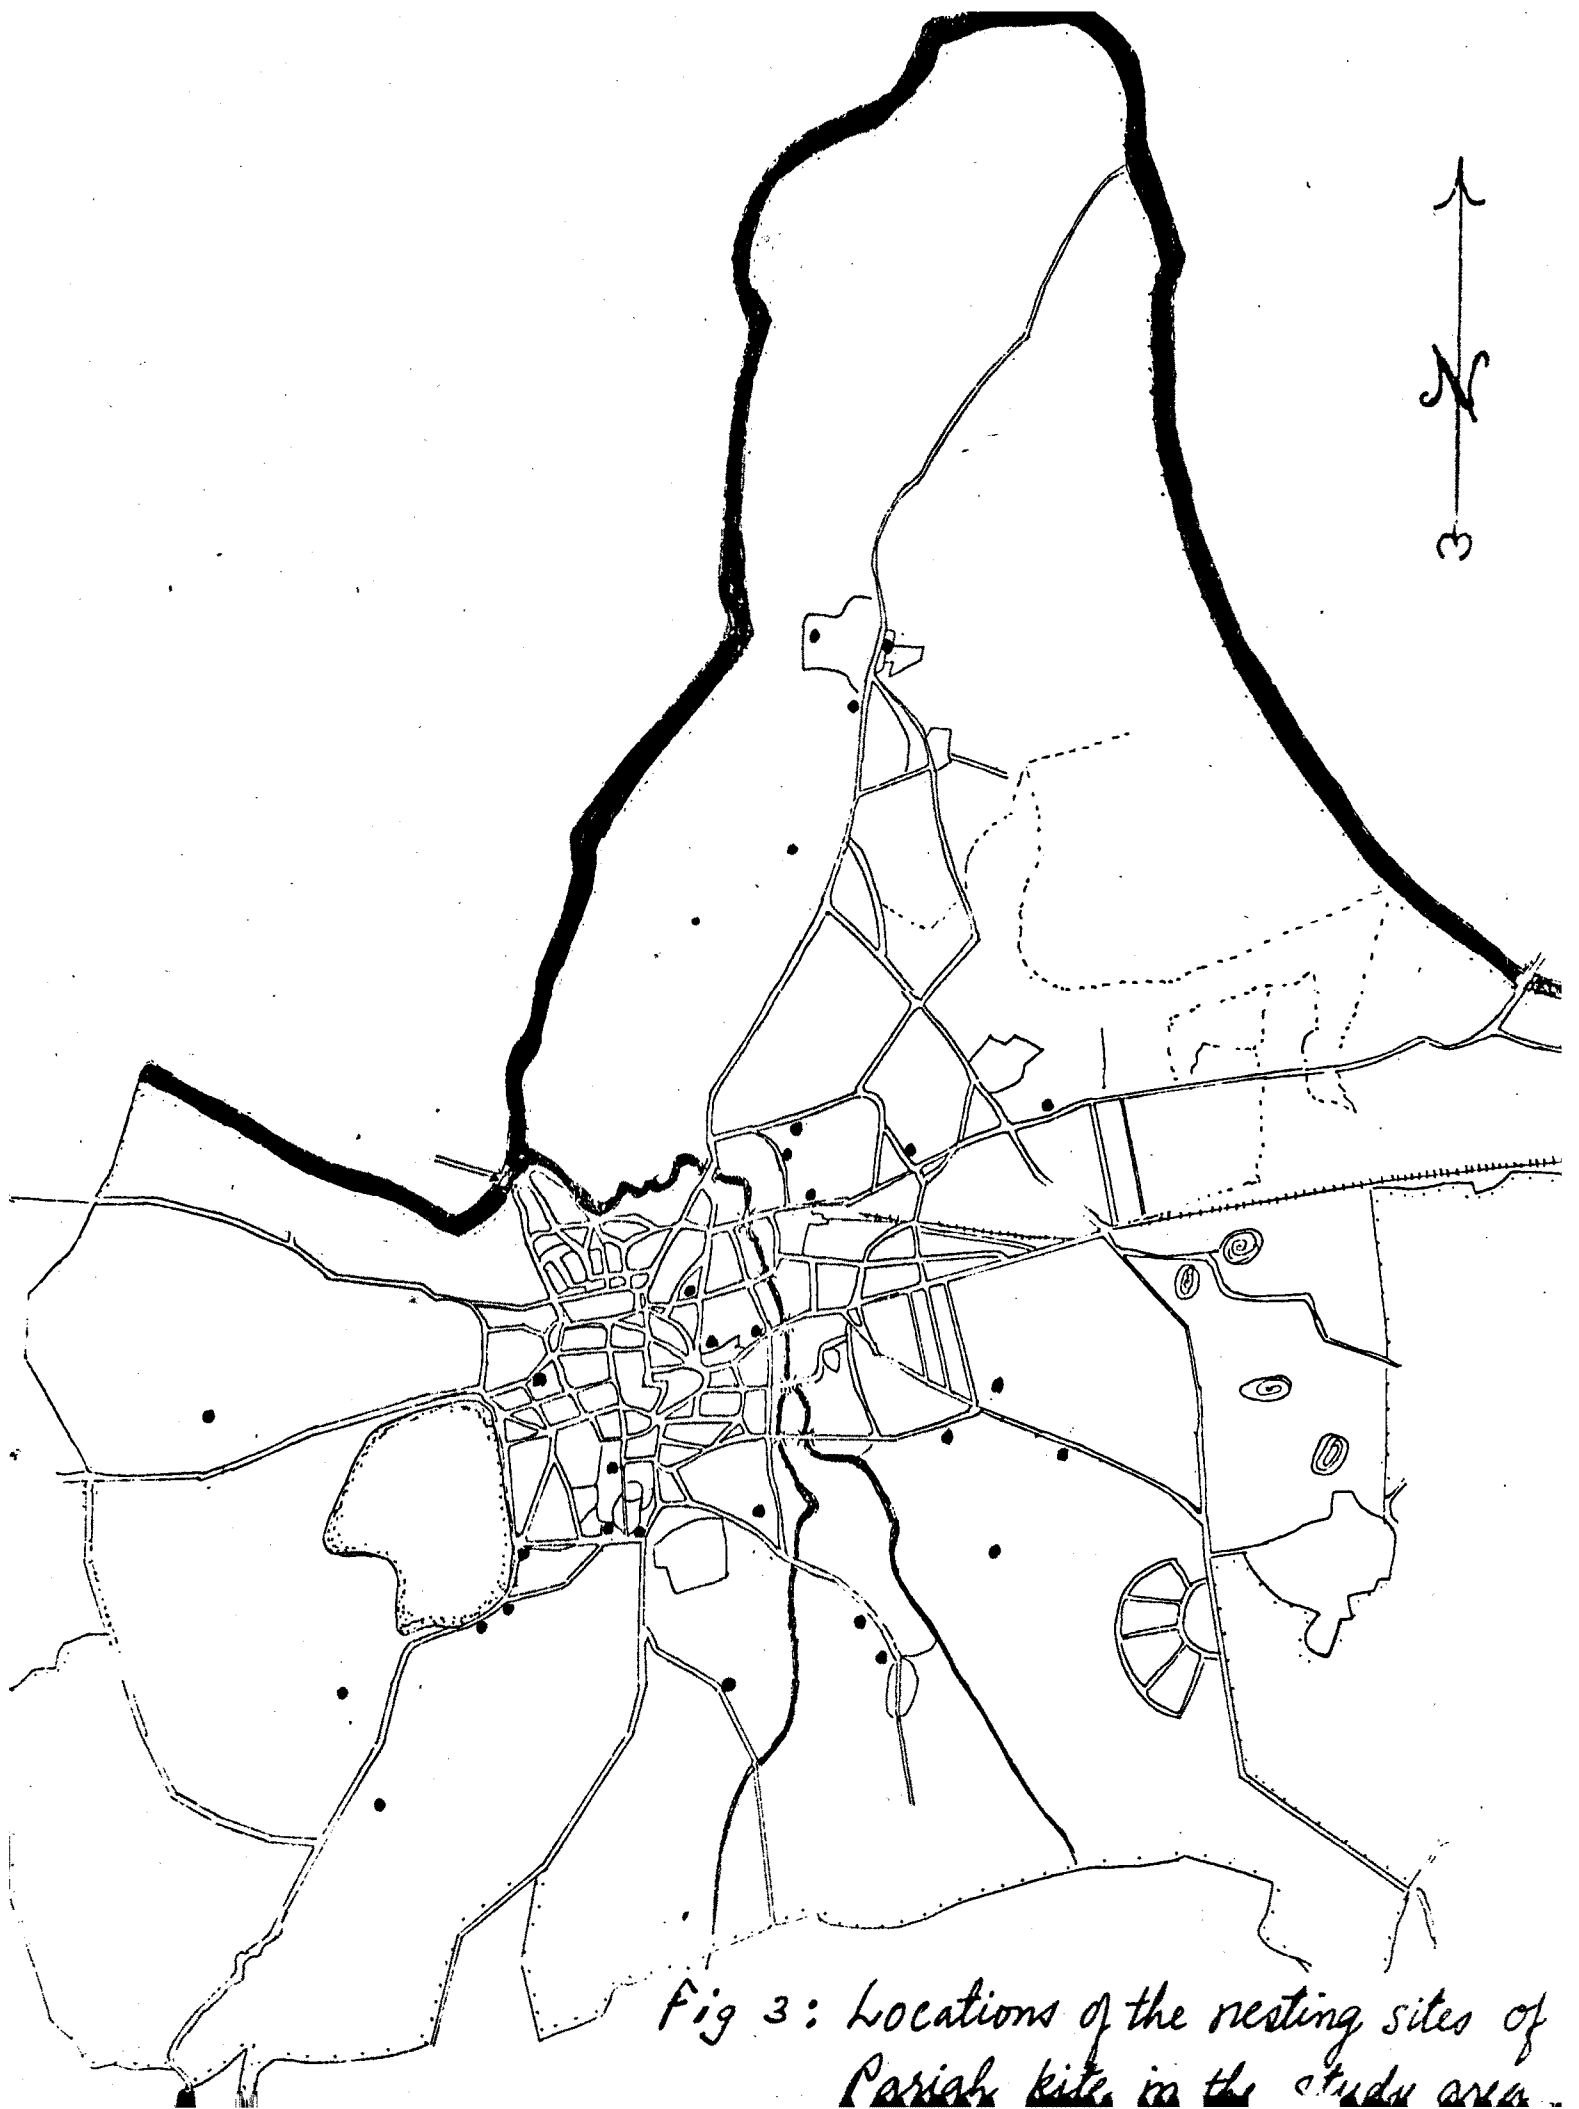 N
Fig 3: Locations of the nesting sites of
Pariah kite in the study area.